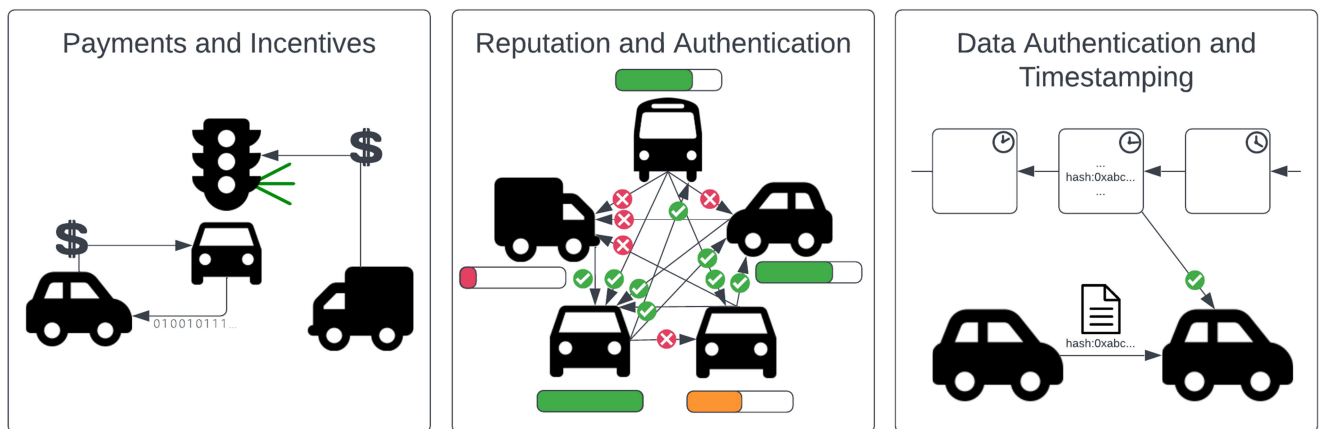 Payments and Incentives
$
$
010010111...
Reputation and Authentication
Data Authentication and
Timestamping
...
hash:0xabc...
...
hash:0xabc...